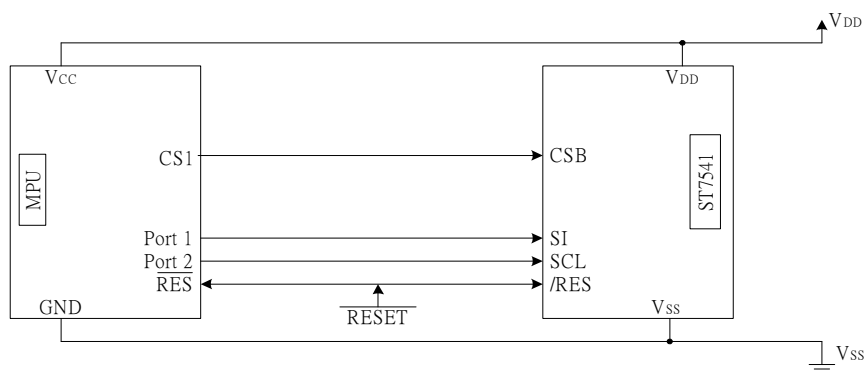 VDD
VCC
VDD
MPU
CS1
CSB
ST7541
Port 1
SI
Port 2
SCL
RES
/RES
RESET
GND
VSS
VSS